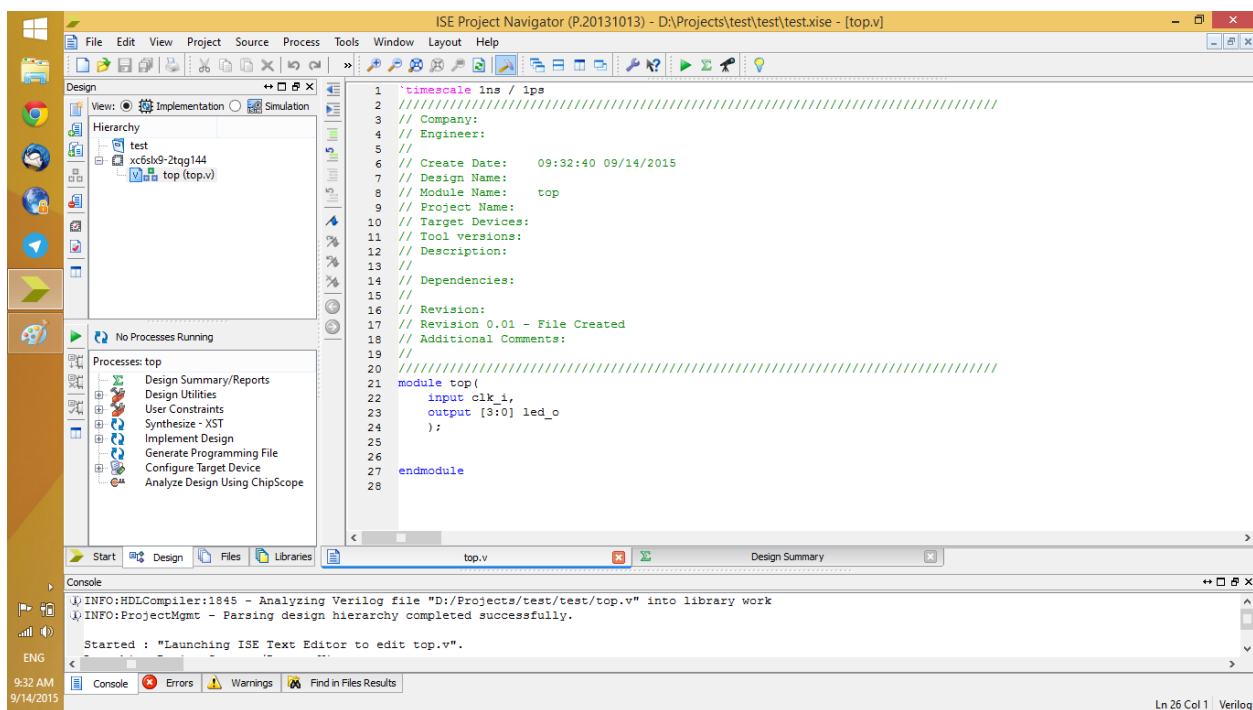 ISE Project Navigator (P.20131013) - D:\Projects\test\test\test.xise - [top.v]
File Edit View Project Source Process Tools Window Layout Help
Design
View: Implementation Simulation
Hierarchy
test
xc6slx9-2tqg144
top (top.v)
No Processes Running
Processes: top
Design Summary/Reports
Design Utilities
User Constraints
Synthesize - XST
Implement Design
Generate Programming File
Configure Target Device
Analyze Design Using ChipScope
Start Design Files Libraries
1 `timescale 1ns / 1ps
2 //////////////////////////////////////////////////////////////////////////////////
3 // Company:
4 // Engineer:
5 //
6 // Create Date:    09:32:40 09/14/2015
7 // Design Name:
8 // Module Name:    top
9 // Project Name:
10 // Target Devices:
11 // Tool versions:
12 // Description:
13 //
14 // Dependencies:
15 //
16 // Revision:
17 // Revision 0.01 - File Created
18 // Additional Comments:
19 //
20 //////////////////////////////////////////////////////////////////////////////////
21 module top(
22     input clk_i,
23     output [3:0] led_o
24     );
25
26
27 endmodule
28
top.v Design Summary
Console
INFO:HDLCompiler:1845 - Analyzing Verilog file "D:/Projects/test/test/top.v" into library work
INFO:ProjectMgmt - Parsing design hierarchy completed successfully.
Started : "Launching ISE Text Editor to edit top.v".
Console Errors Warnings Find in Files Results
Ln 26 Col 1 Verilog
ENG
9:32 AM
9/14/2015